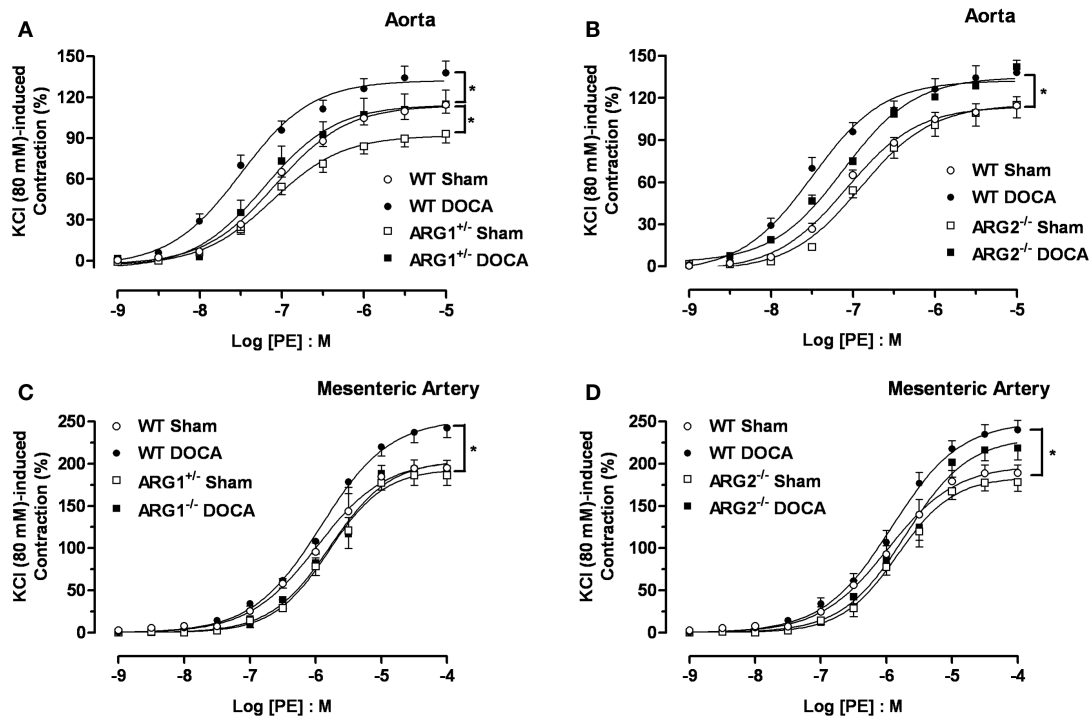 A
Aorta
KCl (80 mM)-induced
Contraction (%)
150
120
90
60
30
0
*
*
WT Sham
WT DOCA
ARG1+/- Sham
ARG1+/- DOCA
-9 -8 -7 -6 -5
Log [PE] : M
B
Aorta
KCl (80 mM)-induced
Contraction (%)
150
120
90
60
30
0
*
WT Sham
WT DOCA
ARG2-/- Sham
ARG2-/- DOCA
-9 -8 -7 -6 -5
Log [PE] : M
C
Mesenteric Artery
KCl (80 mM)-induced
Contraction (%)
250
200
150
100
50
0
WT Sham
WT DOCA
ARG1+/- Sham
ARG1-/- DOCA
*
-9 -8 -7 -6 -5 -4
Log [PE] : M
D
Mesenteric Artery
KCl (80 mM)-induced
Contraction (%)
250
200
150
100
50
0
WT Sham
WT DOCA
ARG2-/- Sham
ARG2-/- DOCA
*
-9 -8 -7 -6 -5 -4
Log [PE] : M